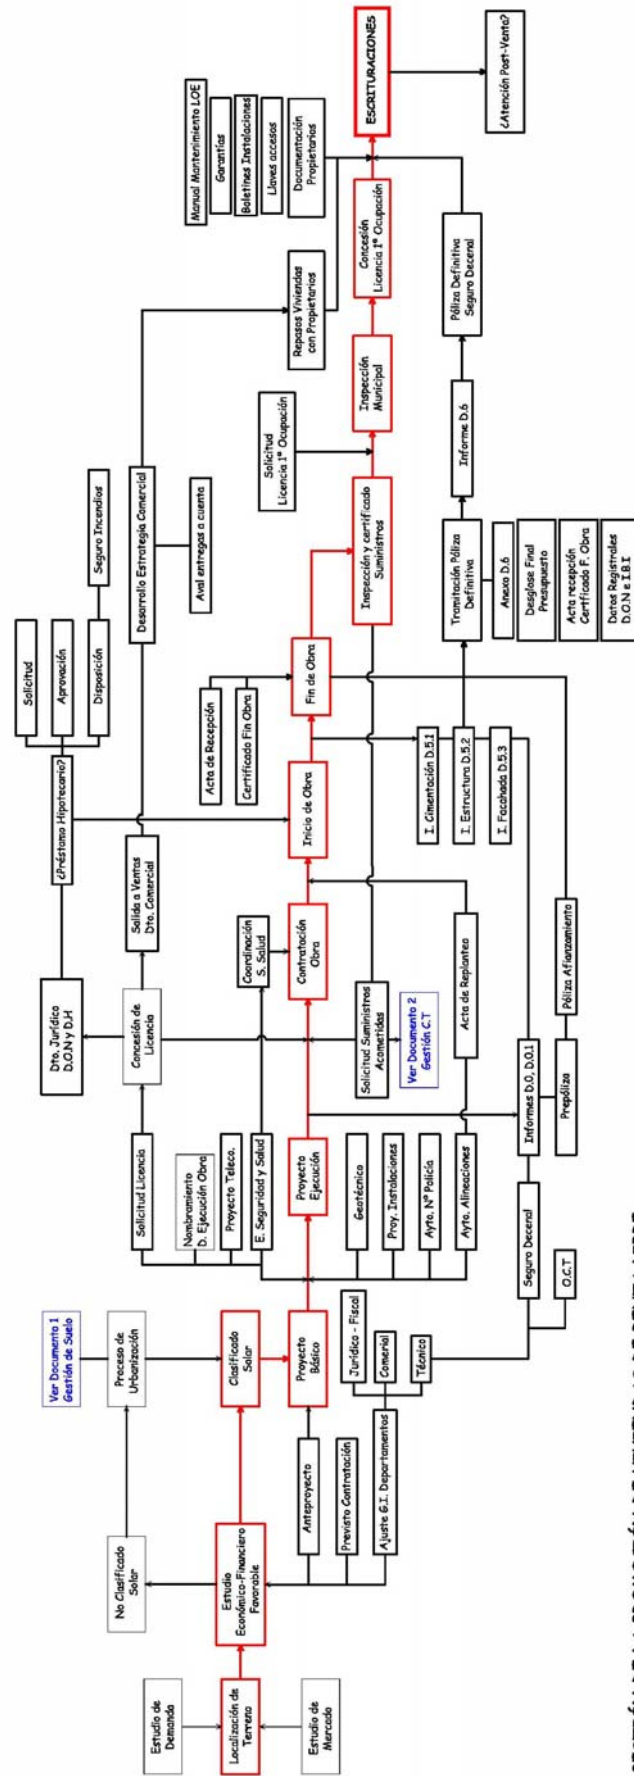 Estudio de
Demanda
Localización de
Terreno
Estudio de
Mercado
No Clasificado
Solar
Estudio
Económico-Financiero
Favorable
Anteproyecto
Previsto Contratación
Ajuste G.I. Departamentos
Ver Documento 1
Gestión de Suelo
Proceso de
Urbanización
Clasificado
Solar
Proyecto
Básico
Jurídico - Fiscal
Comerial
Técnico
Solicitud Licencia
Nombramiento
D. Ejecución Obra
Proyecto Teleco.
E. Seguridad y Salud
Proyecto
Ejecución
Geotécnico
Proy. Instalaciones
Ayto. Nº Policía
Ayto. Alineaciones
Seguro Decenal
O.C.T
Dto. Jurídico
D.O.N y D.H
Concesión de
Licencia
Salida a Ventas
Dto. Comercial
Coordinación
S. Salud
Contratación
Obra
Solicitud Suministros
Acometidas
Ver Documento 2
Gestión C.T
Acta de Replanteo
Informes D.0, D.0.1
Prepóliza
Póliza Afianzamiento
¿Préstamo Hipotecario?
Solicitud
Aprovación
Disposición
Seguro Incendios
Inicio de Obra
Acta de Recepción
Certificado Fin Obra
Fin de Obra
I. Cimentación D.5.1
I. Estructura D.5.2
I. Facahada D.5.3
Desarrollo Estrategia Comercial
Aval entregas a cuenta
Solicitud
Licencia 1º Ocupación
Inspección y certificado
Suministros
Tramitación Póliza
Definitiva
Anexo D.6
Desglose Final
Presupuesto
Acta recepción
Certficado F. Obra
Datos Registrales
D.O.N e I.B.I
Inspección
Municipal
Informe D.6
Repasos Viviendas
con Propietarios
Concesión
Licencia 1º Ocupación
Póliza Definitiva
Seguro Decenal
Manual Mantenimiento LOE
Garantías
Boletines Instalaciones
Llaves accesos
Documentación
Propietarios
ESCRITURACIONES
¿Atención Post-Venta?